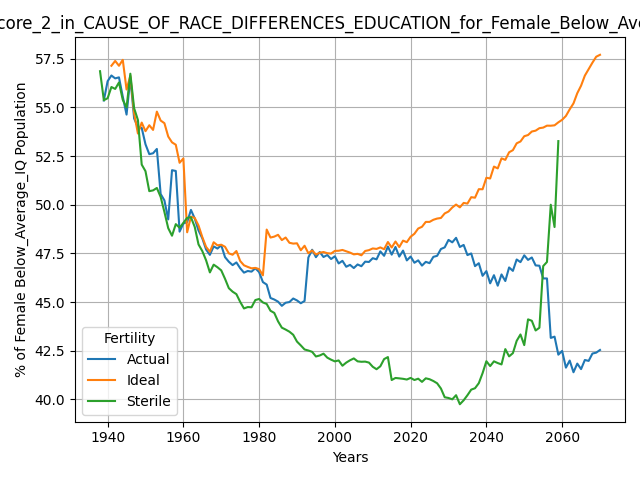 core_2_in_CAUSE_OF_RACE_DIFFERENCES_EDUCATION_for_Female_Below_Ave
57.5
55.0
52.5
50.0
47.5
45.0
42.5
40.0
% of Female Below_Average_IQ Population
Fertility
Actual
Ideal
Sterile
1940 1960 1980 2000 2020 2040 2060
Years